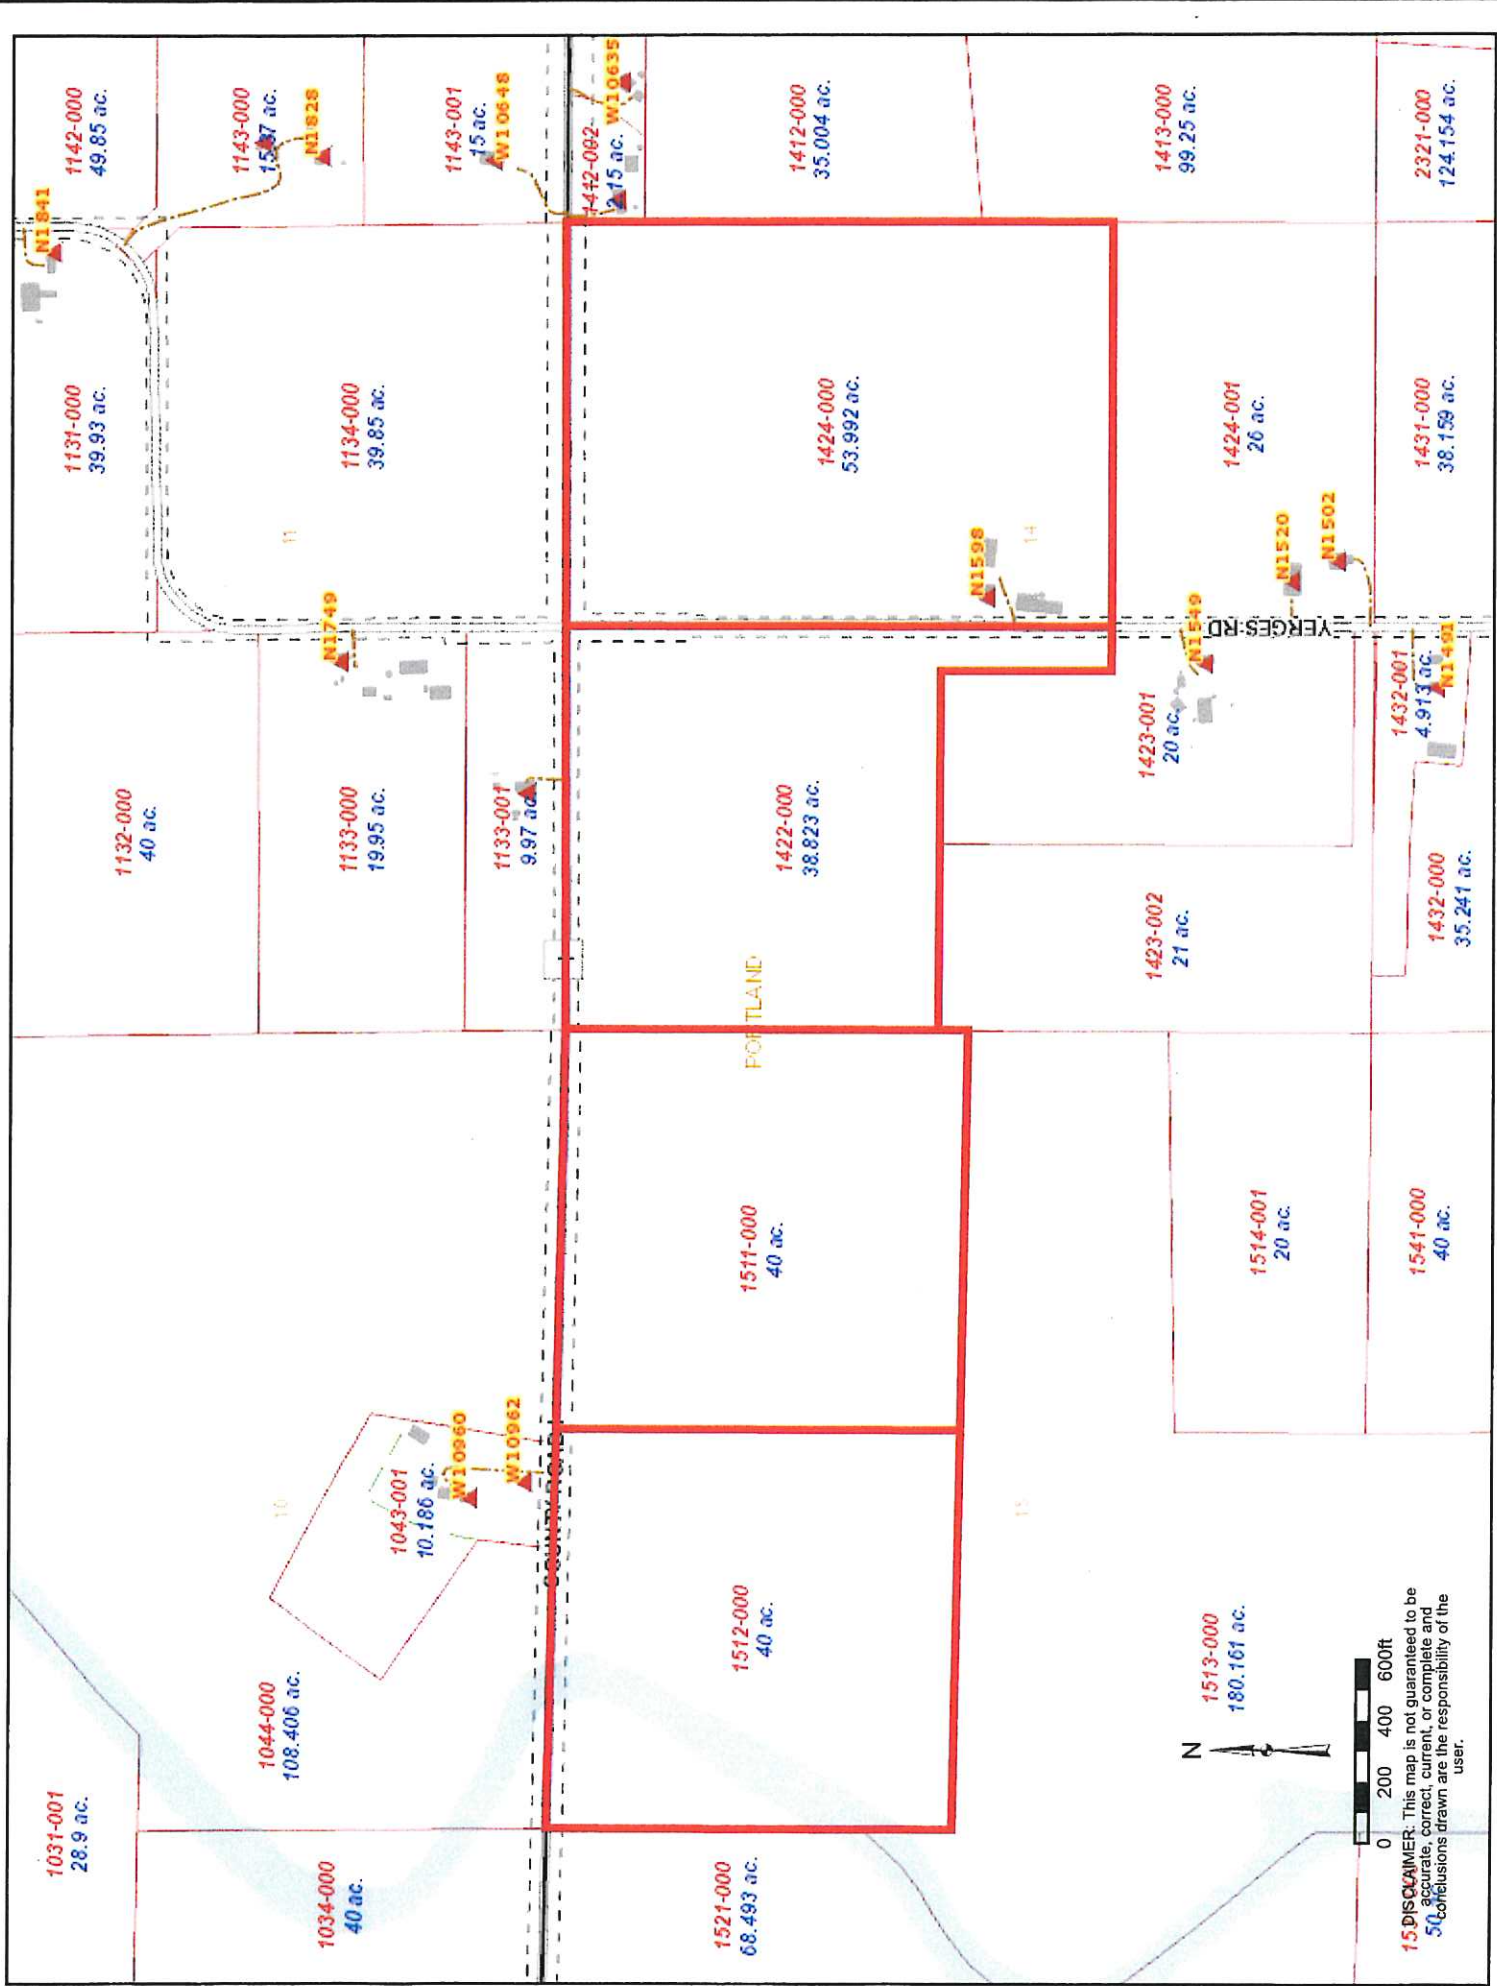 1031-001
28.9 ac.
1132-000
40 ac.
1131-000
39.93 ac.
N1841
1142-000
49.85 ac.
1044-000
108.406 ac.
10
11
1143-000
15.87 ac.
N1828
1034-000
40 ac.
1133-000
19.95 ac.
N1749
1134-000
39.85 ac.
1043-001
10.186 ac.
W10960
W10962
1133-001
9.97 ac.
1143-001
15 ac.
W10648
COUNTY ROAD I
1412-002
2.15 ac.
W10635
1521-000
68.493 ac.
1512-000
40 ac.
1511-000
40 ac.
PORTLAND
1422-000
38.823 ac.
1424-000
53.992 ac.
1412-000
35.004 ac.
N1598
15
14
1513-000
180.161 ac.
1514-001
20 ac.
1423-002
21 ac.
1423-001
20 ac.
N1549
YERGES RD
1424-001
26 ac.
N1520
N1502
1413-000
99.25 ac.
N
0 200 400 600ft
1541-000
40 ac.
1432-000
35.241 ac.
1432-001
4.913 ac.
N1491
1431-000
38.159 ac.
2321-000
124.154 ac.
DISCLAIMER: This map is not guaranteed to be
accurate, correct, current, or complete and
conclusions drawn are the responsibility of the
user.